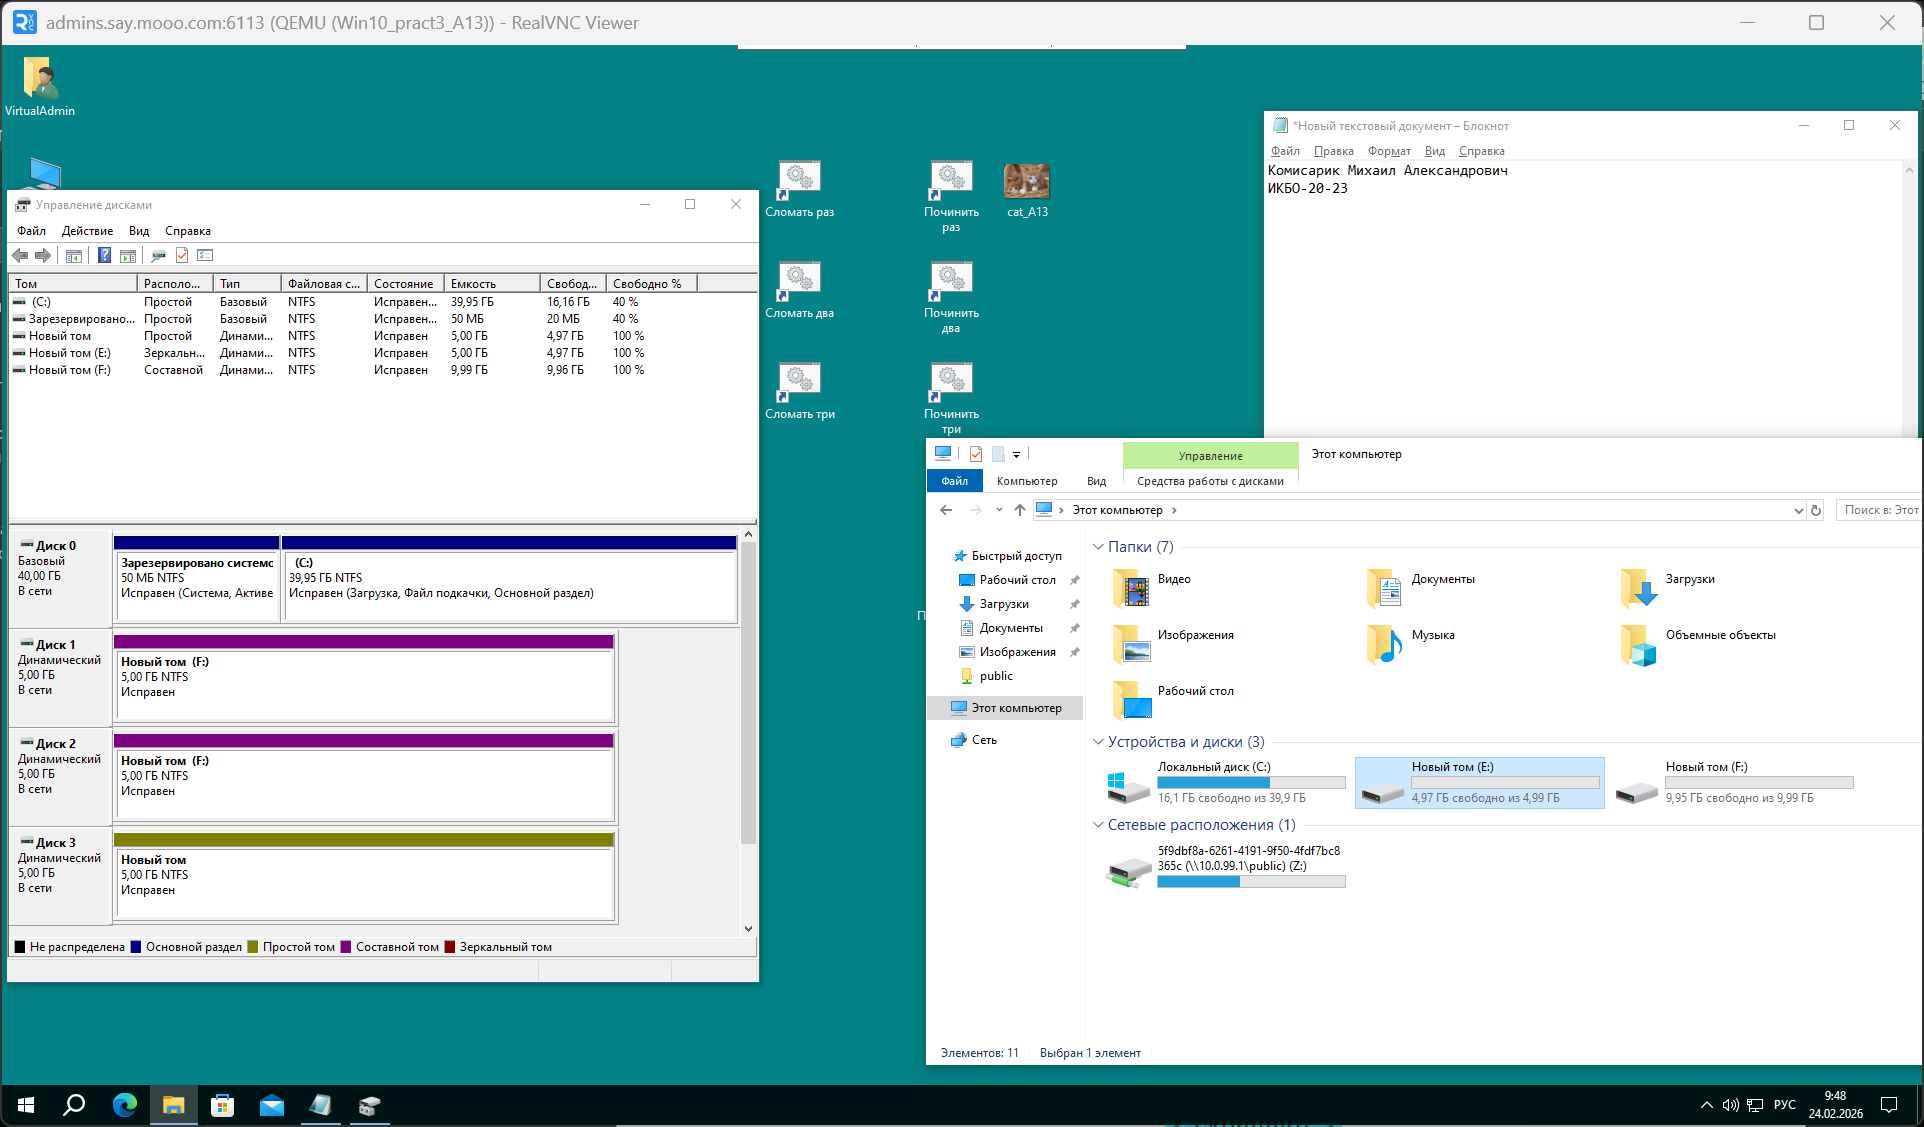 admins.say.mooo.com:6113 (QEMU (Win10_pract3_A13)) - RealVNC Viewer
VirtualAdmin
Сломать раз
Починить раз
cat_A13
Сломать два
Починить два
Сломать три
Починить три
*Новый текстовый документ – Блокнот
Файл Правка Формат Вид Справка
Комисарик Михаил Александрович
ИКБО-20-23
Управление дисками
Файл Действие Вид Справка
Том Располо... Тип Файловая с... Состояние Емкость Свобод... Свободно %
(C:) Простой Базовый NTFS Исправен... 39,95 ГБ 16,16 ГБ 40 %
Зарезервировано... Простой Базовый NTFS Исправен... 50 МБ 20 МБ 40 %
Новый том Простой Динами... NTFS Исправен 5,00 ГБ 4,97 ГБ 100 %
Новый том (E:) Зеркальн... Динами... NTFS Исправен 5,00 ГБ 4,97 ГБ 100 %
Новый том (F:) Составной Динами... NTFS Исправен 9,99 ГБ 9,96 ГБ 100 %
Диск 0
Базовый
40,00 ГБ
В сети
Зарезервировано системо
50 МБ NTFS
Исправен (Система, Активе
(C:)
39,95 ГБ NTFS
Исправен (Загрузка, Файл подкачки, Основной раздел)
Диск 1
Динамический
5,00 ГБ
В сети
Новый том (F:)
5,00 ГБ NTFS
Исправен
Диск 2
Динамический
5,00 ГБ
В сети
Новый том (F:)
5,00 ГБ NTFS
Исправен
Диск 3
Динамический
5,00 ГБ
В сети
Новый том
5,00 ГБ NTFS
Исправен
Не распределена Основной раздел Простой том Составной том Зеркальный том
Управление
Этот компьютер
Файл Компьютер Вид Средства работы с дисками
Этот компьютер
Поиск в: Этот
Быстрый доступ
Рабочий стол
Загрузки
Документы
Изображения
public
Этот компьютер
Сеть
Папки (7)
Видео
Документы
Загрузки
Изображения
Музыка
Объемные объекты
Рабочий стол
Устройства и диски (3)
Локальный диск (C:)
16,1 ГБ свободно из 39,9 ГБ
Новый том (E:)
4,97 ГБ свободно из 4,99 ГБ
Новый том (F:)
9,95 ГБ свободно из 9,99 ГБ
Сетевые расположения (1)
5f9dbf8a-6261-4191-9f50-4fdf7bc8
365c (\\10.0.99.1\public) (Z:)
Элементов: 11 Выбран 1 элемент
РУС
9:48
24.02.2026